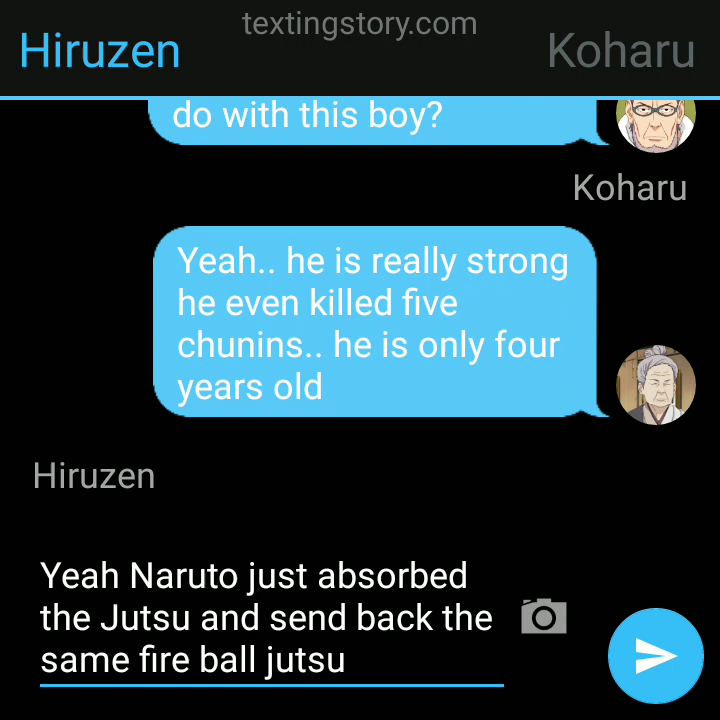 textingstory.com
Hiruzen
Koharu
do with this boy?
Koharu
Yeah.. he is really strong
he even killed five
chunins.. he is only four
years old
Hiruzen
Yeah Naruto just absorbed
the Jutsu and send back the
same fire ball jutsu